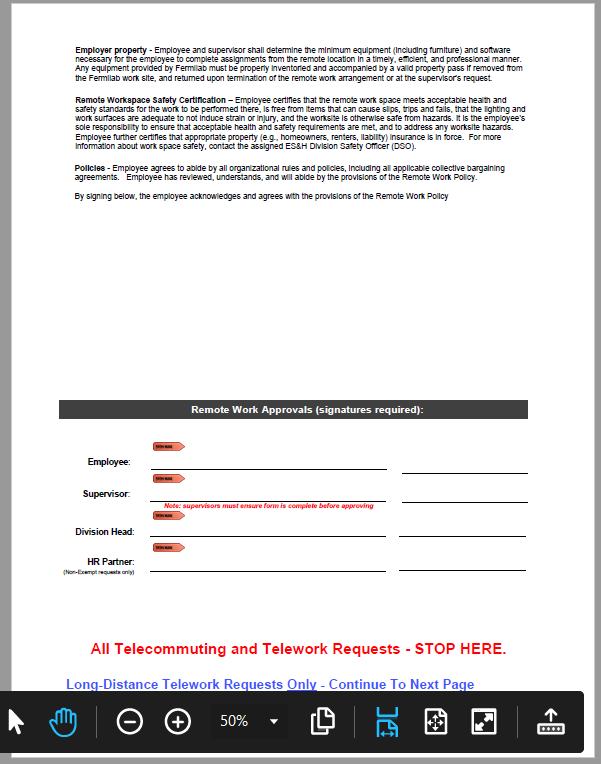 Employer property - Employee and supervisor shall determine the minimum equipment (including furniture) and software
necessary for the employee to complete assignments from the remote location in a timely, efficient, and professional manner.
Any equipment provided by Fermilab must be properly inventoried and accompanied by a valid property pass if removed from
the Fermilab work site, and returned upon termination of the remote work arrangement or at the supervisor's request.
Remote Workspace Safety Certification – Employee certifies that the remote work space meets acceptable health and
safety standards for the work to be performed there, is free from items that can cause slips, trips and falls, that the lighting and
work surfaces are adequate to not induce strain or injury, and the worksite is otherwise safe from hazards. It is the employee's
sole responsibility to ensure that acceptable health and safety requirements are met, and to address any worksite hazards.
Employee further certifies that appropriate property (e.g., homeowners, renters, liability) insurance is in force. For more
information about work space safety, contact the assigned ES&H Division Safety Officer (DSO).
Policies - Employee agrees to abide by all organizational rules and policies, including all applicable collective bargaining
agreements. Employee has reviewed, understands, and will abide by the provisions of the Remote Work Policy.
By signing below, the employee acknowledges and agrees with the provisions of the Remote Work Policy
Remote Work Approvals (signatures required):
Employee:
Supervisor:
Note: supervisors must ensure form is complete before approving
Division Head:
HR Partner:
(Non-Exempt requests only)
All Telecommuting and Telework Requests - STOP HERE.
Long-Distance Telework Requests Only - Continue To Next Page
50%